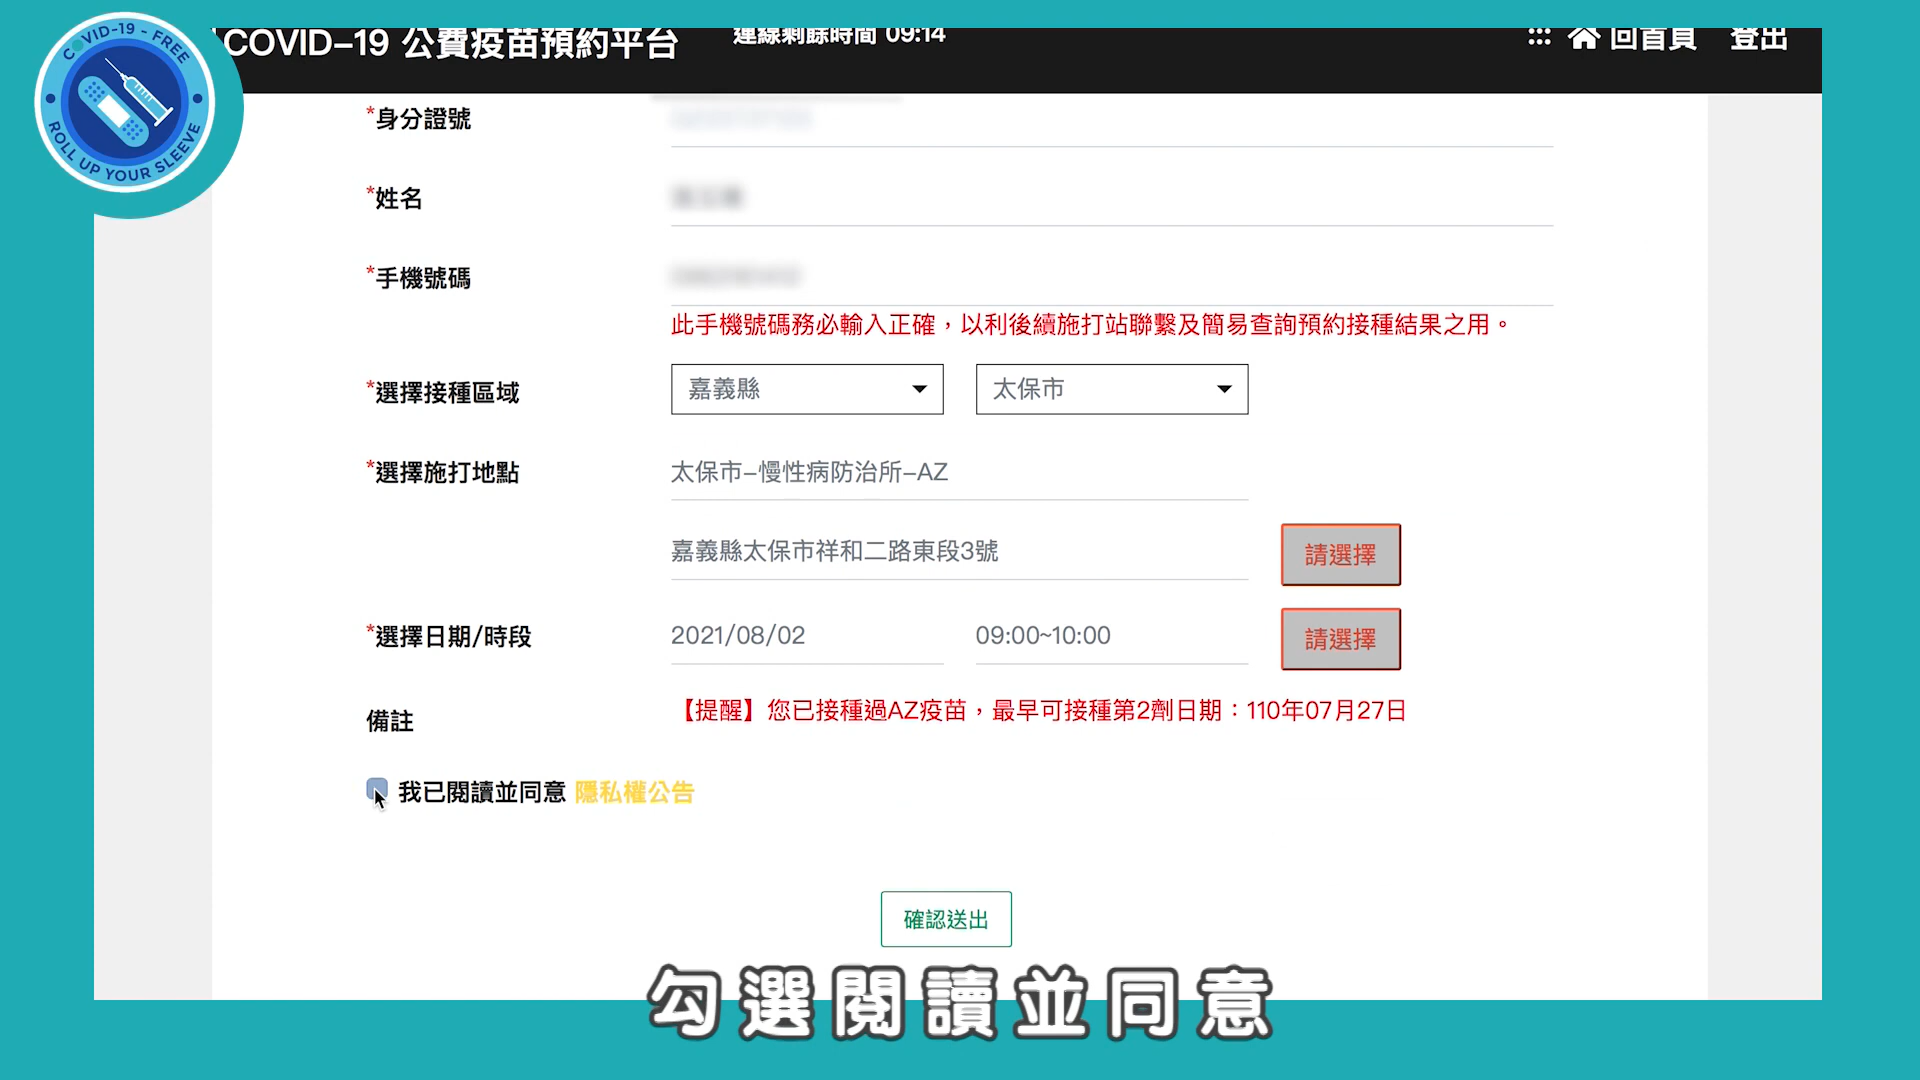 COVID-19 - FREE
ROLL UP YOUR SLEEVE
COVID–19 公費疫苗預約平台
連線剩餘時間 09:14
回首頁
登出
*身分證號
*姓名
*手機號碼
此手機號碼務必輸入正確，以利後續施打站聯繫及簡易查詢預約接種結果之用。
*選擇接種區域
嘉義縣
太保市
*選擇施打地點
太保市–慢性病防治所–AZ
嘉義縣太保市祥和二路東段3號
請選擇
*選擇日期/時段
2021/08/02
09:00~10:00
請選擇
備註
【提醒】您已接種過AZ疫苗，最早可接種第2劑日期：110年07月27日
我已閱讀並同意 隱私權公告
確認送出
勾選閱讀並同意